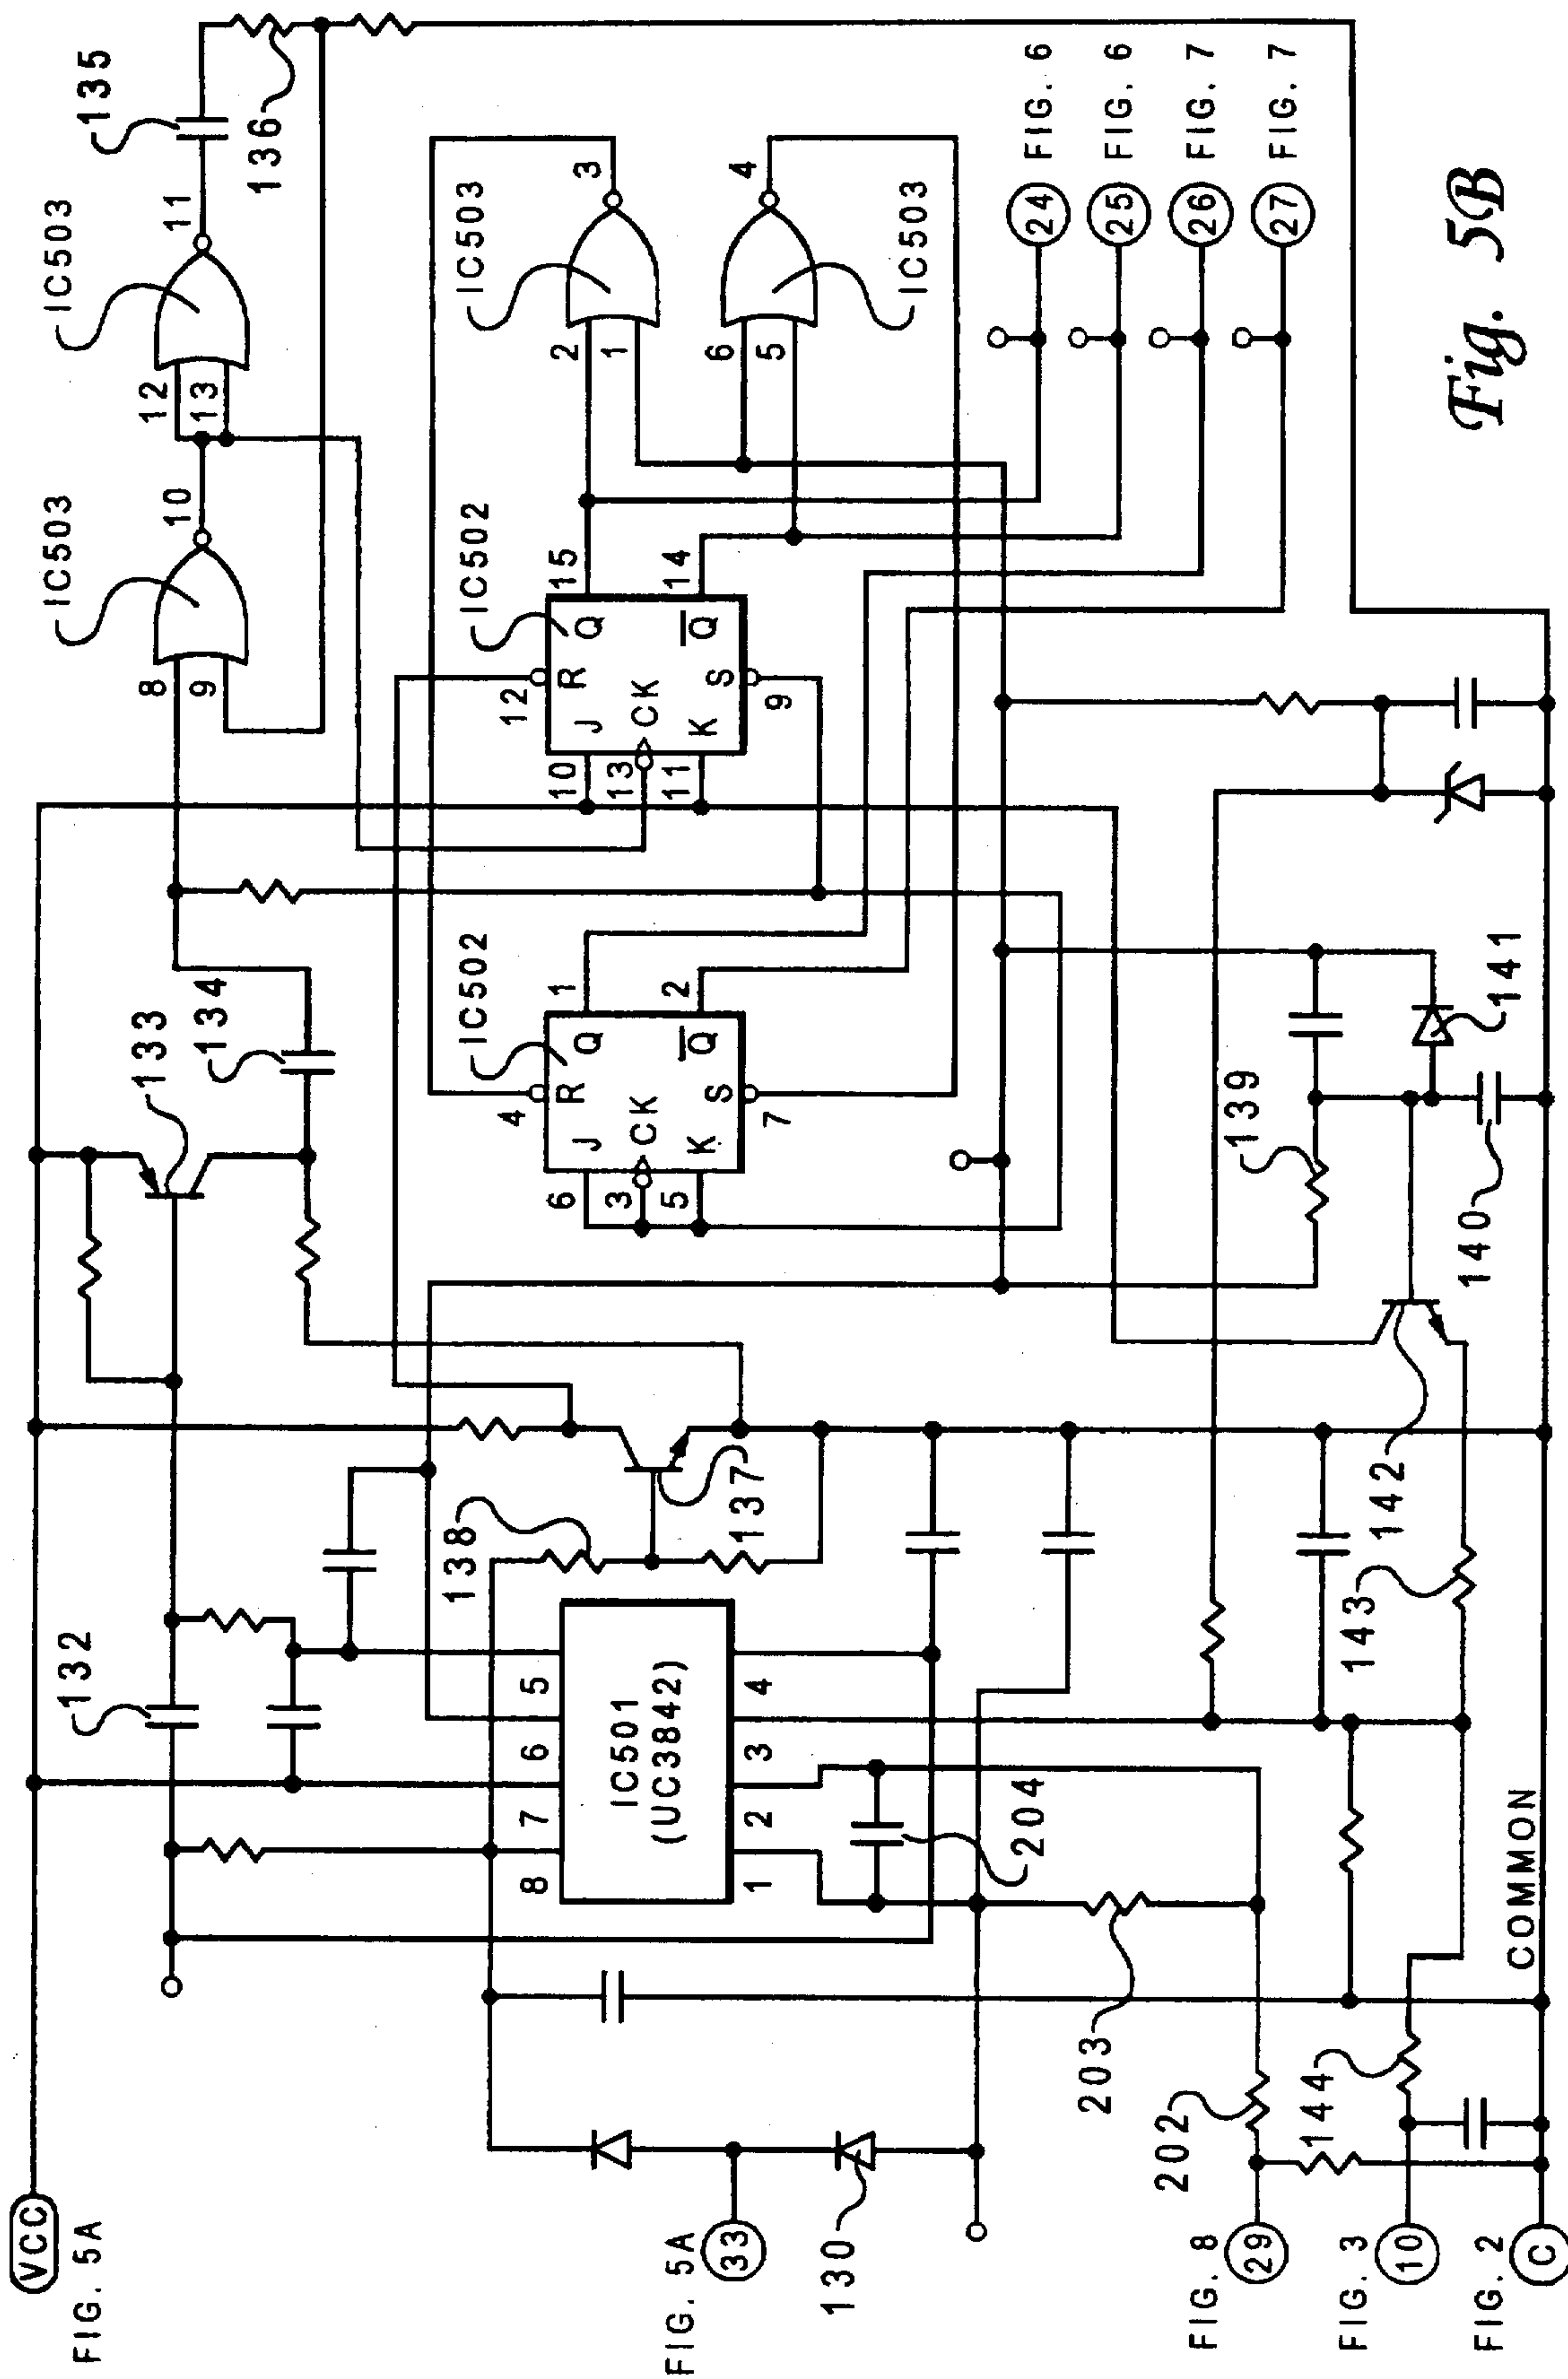 VCC
FIG. 5A
132
133
134
IC503
8
9
10
IC503
12
13
11
135
136
138
137
IC501
(UC3842)
8
7
6
5
1
2
3
4
IC502
6
3
5
J
CK
K
R
S
Q
Q
4
7
1
2
IC502
10
13
11
J
CK
K
R
S
Q
Q
12
9
15
14
IC503
2
1
3
IC503
6
5
4
24 FIG. 6
25 FIG. 6
26 FIG. 7
27 FIG. 7
FIG. 5A
33
130
204
203
202
144
143
142
139
140
141
FIG. 8
29
FIG. 3
10
FIG. 2
C
COMMON
Fig. 5B